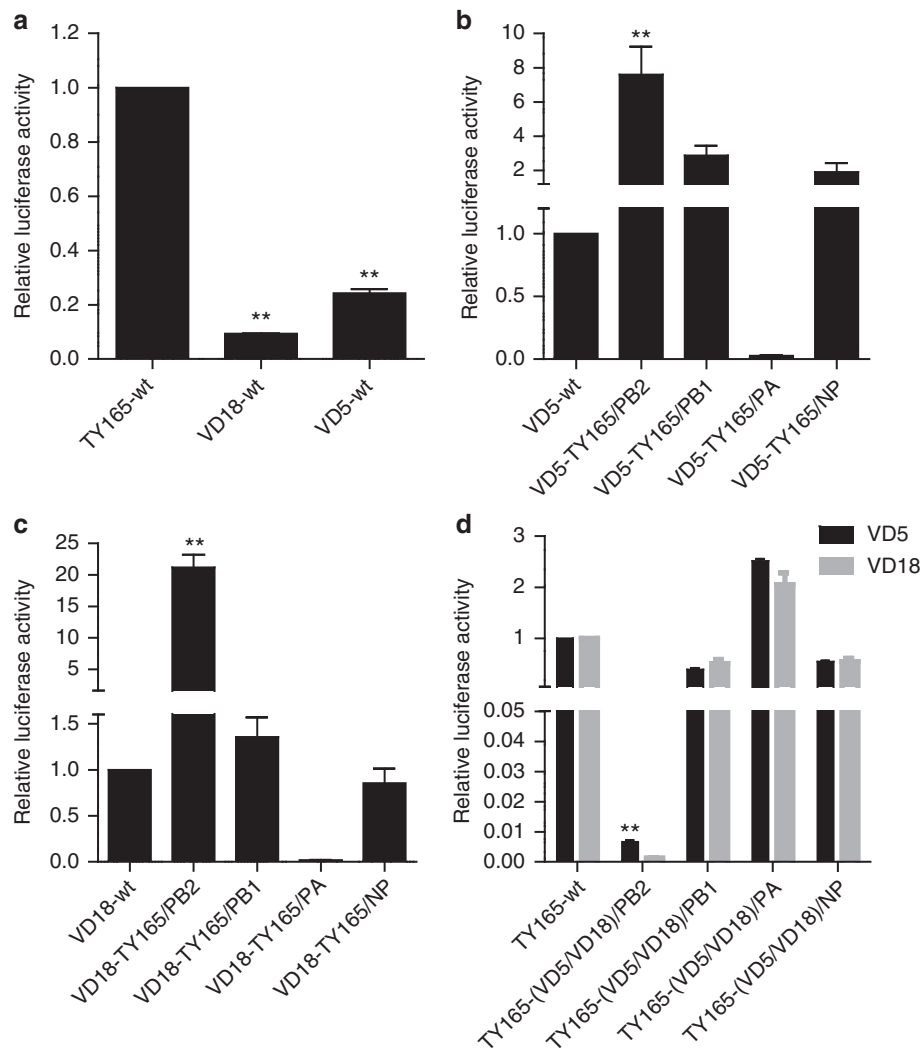 a
Relative luciferase activity
1.2
1.0
0.8
0.6
0.4
0.2
0.0
**
**
TY165-wt
VD18-wt
VD5-wt
b
Relative luciferase activity
10
8
6
4
2
1.0
0.5
0.0
**
VD5-wt
VD5-TY165/PB2
VD5-TY165/PB1
VD5-TY165/PA
VD5-TY165/NP
c
Relative luciferase activity
25
20
15
10
5
1.5
1.0
0.5
0.0
**
VD18-wt
VD18-TY165/PB2
VD18-TY165/PB1
VD18-TY165/PA
VD18-TY165/NP
d
Relative luciferase activity
3
2
1
0.05
0.04
0.03
0.02
0.01
0.00
**
VD5
VD18
TY165-wt
TY165-(VD5/VD18)/PB2
TY165-(VD5/VD18)/PB1
TY165-(VD5/VD18)/PA
TY165-(VD5/VD18)/NP